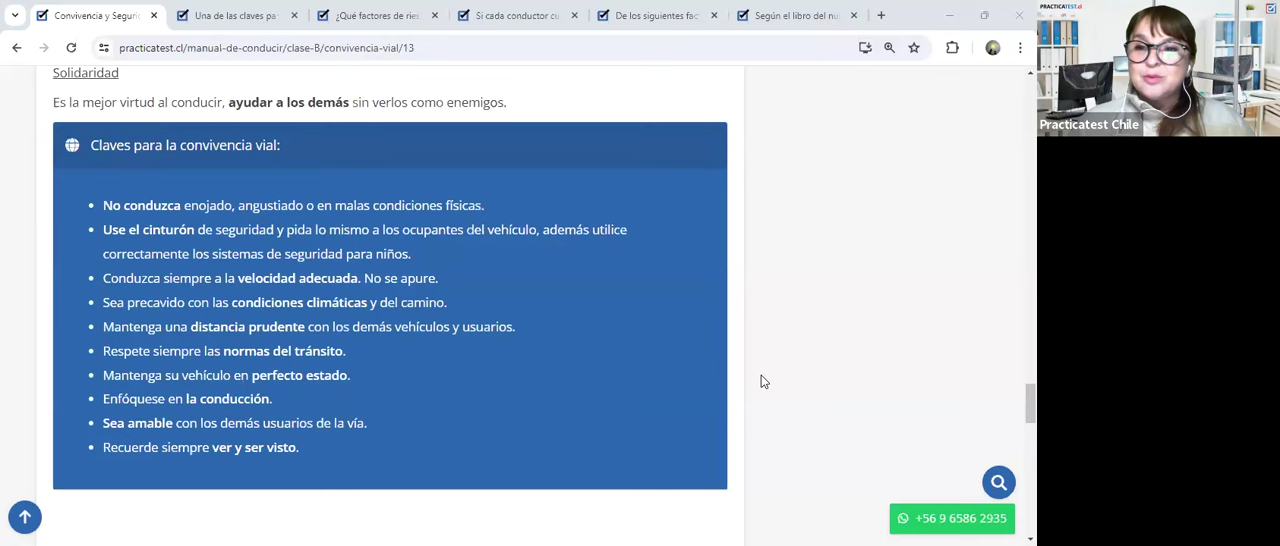 Convivencia y Seguri
Una de las claves pa
¿Qué factores de ries
Si cada conductor cu
De los siguientes fac
Según el libro del nu
practicatest.cl/manual-de-conducir/clase-B/convivencia-vial/13
PRACTICATEST.cl
Practicatest Chile
Solidaridad
Es la mejor virtud al conducir, ayudar a los demás sin verlos como enemigos.
Claves para la convivencia vial:
• No conduzca enojado, angustiado o en malas condiciones físicas.
• Use el cinturón de seguridad y pida lo mismo a los ocupantes del vehículo, además utilice
correctamente los sistemas de seguridad para niños.
• Conduzca siempre a la velocidad adecuada. No se apure.
• Sea precavido con las condiciones climáticas y del camino.
• Mantenga una distancia prudente con los demás vehículos y usuarios.
• Respete siempre las normas del tránsito.
• Mantenga su vehículo en perfecto estado.
• Enfóquese en la conducción.
• Sea amable con los demás usuarios de la vía.
• Recuerde siempre ver y ser visto.
+56 9 6586 2935